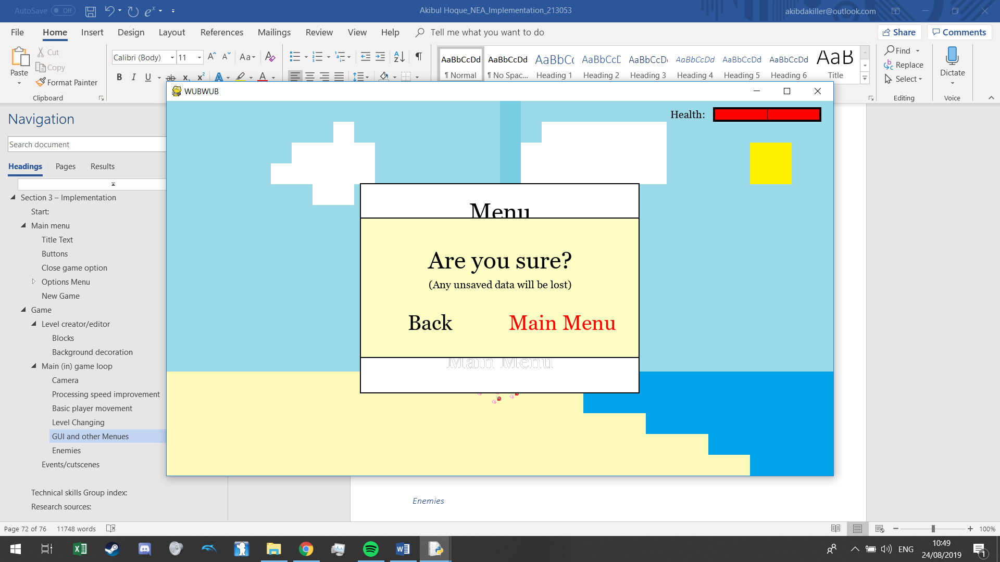 AutoSave Off
Akibul Hoque_NEA_Implementation_213053
akibdakiller@outlook.com
File Home Insert Design Layout References Mailings Review View Help Tell me what you want to do
Share Comments
Paste
Cut
Copy
Format Painter
Clipboard
Calibri (Body) 11
Aa
B I U ab x₂ x² A A
AaBbCcDd AaBbCcDd AaBbCc AaBbCcE AaBbCcDc AaBbCcDd AaBbCcDd AaBbCcDd AaB
¶ Normal ¶ No Spac... Heading 1 Heading 2 Heading 3 Heading 4 Heading 5 Heading 6 Title
Find
Replace
Select
Editing
Dictate
Voice
Navigation
Search document
Headings Pages Results
Section 3 – Implementation
Start:
Main menu
Title Text
Buttons
Close game option
Options Menu
New Game
Game
Level creator/editor
Blocks
Background decoration
Main (in) game loop
Camera
Processing speed improvement
Basic player movement
Level Changing
GUI and other Menues
Enemies
Events/cutscenes
Technical skills Group index:
Research sources:
WUBWUB
Health:
Menu
Are you sure?
(Any unsaved data will be lost)
Back Main Menu
Main Menu
Enemies
Page 72 of 76 11748 words
100%
ENG
10:49
24/08/2019
1